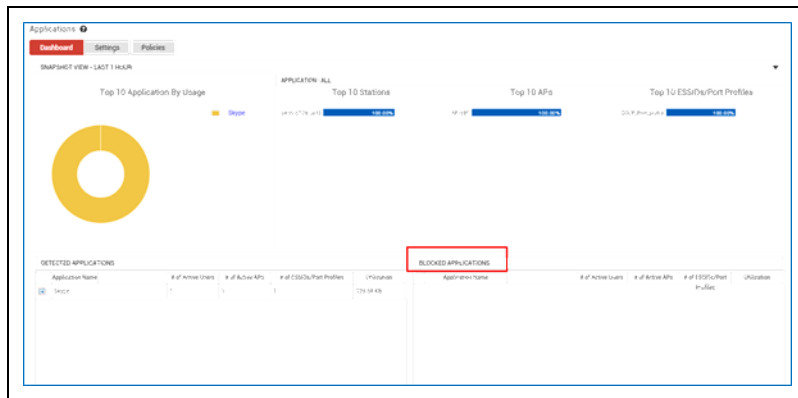 Applications
Dashboard Settings Policies
SNAPSHOT VIEW - LAST 1 HOUR
APPLICATION : ALL
Top 10 Application By Usage
Top 10 Stations
Top 10 APs
Top 10 ESSIDs/Port Profiles
Skype
100.00%
100.00%
100.00%
DETECTED APPLICATIONS
BLOCKED APPLICATIONS
Application Name # of Active Users # of Active APs # of ESSIDs/Port Profiles Utilization
Application Name # of Active Users # of Active APs # of ESSIDs/Port Profiles Utilization
Skype